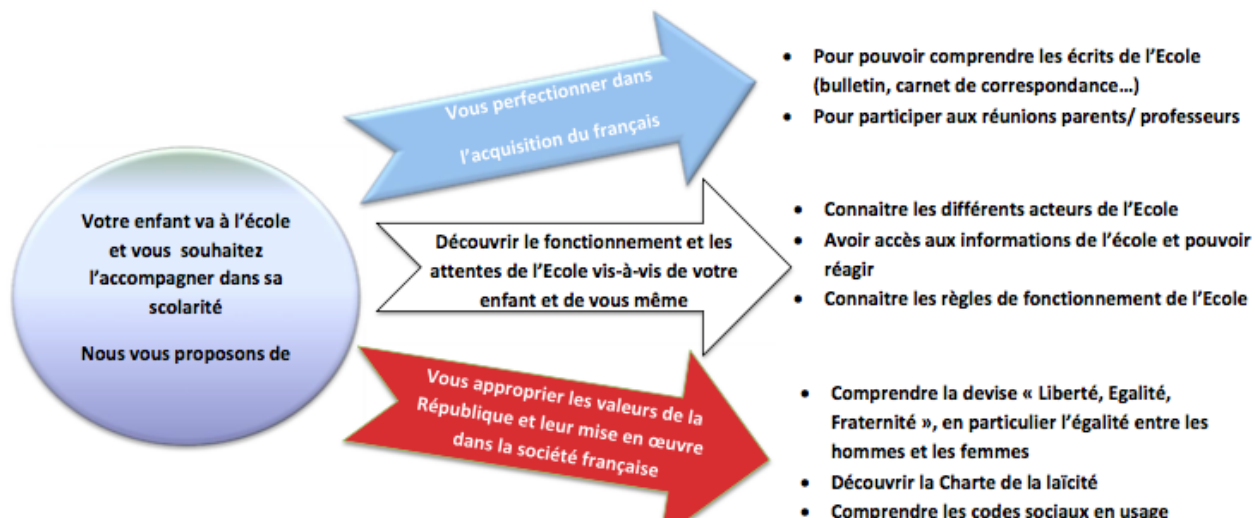 Votre enfant va à l'école
et vous souhaitez
l'accompagner dans sa
scolarité
Nous vous proposons de
Vous perfectionner dans
l'acquisition du français
• Pour pouvoir comprendre les écrits de l'Ecole
(bulletin, carnet de correspondance…)
• Pour participer aux réunions parents/ professeurs
Découvrir le fonctionnement et les
attentes de l'Ecole vis-à-vis de votre
enfant et de vous même
• Connaitre les différents acteurs de l'Ecole
• Avoir accès aux informations de l'école et pouvoir
réagir
• Connaitre les règles de fonctionnement de l'Ecole
Vous approprier les valeurs de la
République et leur mise en œuvre
dans la société française
• Comprendre la devise « Liberté, Egalité,
Fraternité », en particulier l'égalité entre les
hommes et les femmes
• Découvrir la Charte de la laïcité
• Comprendre les codes sociaux en usage